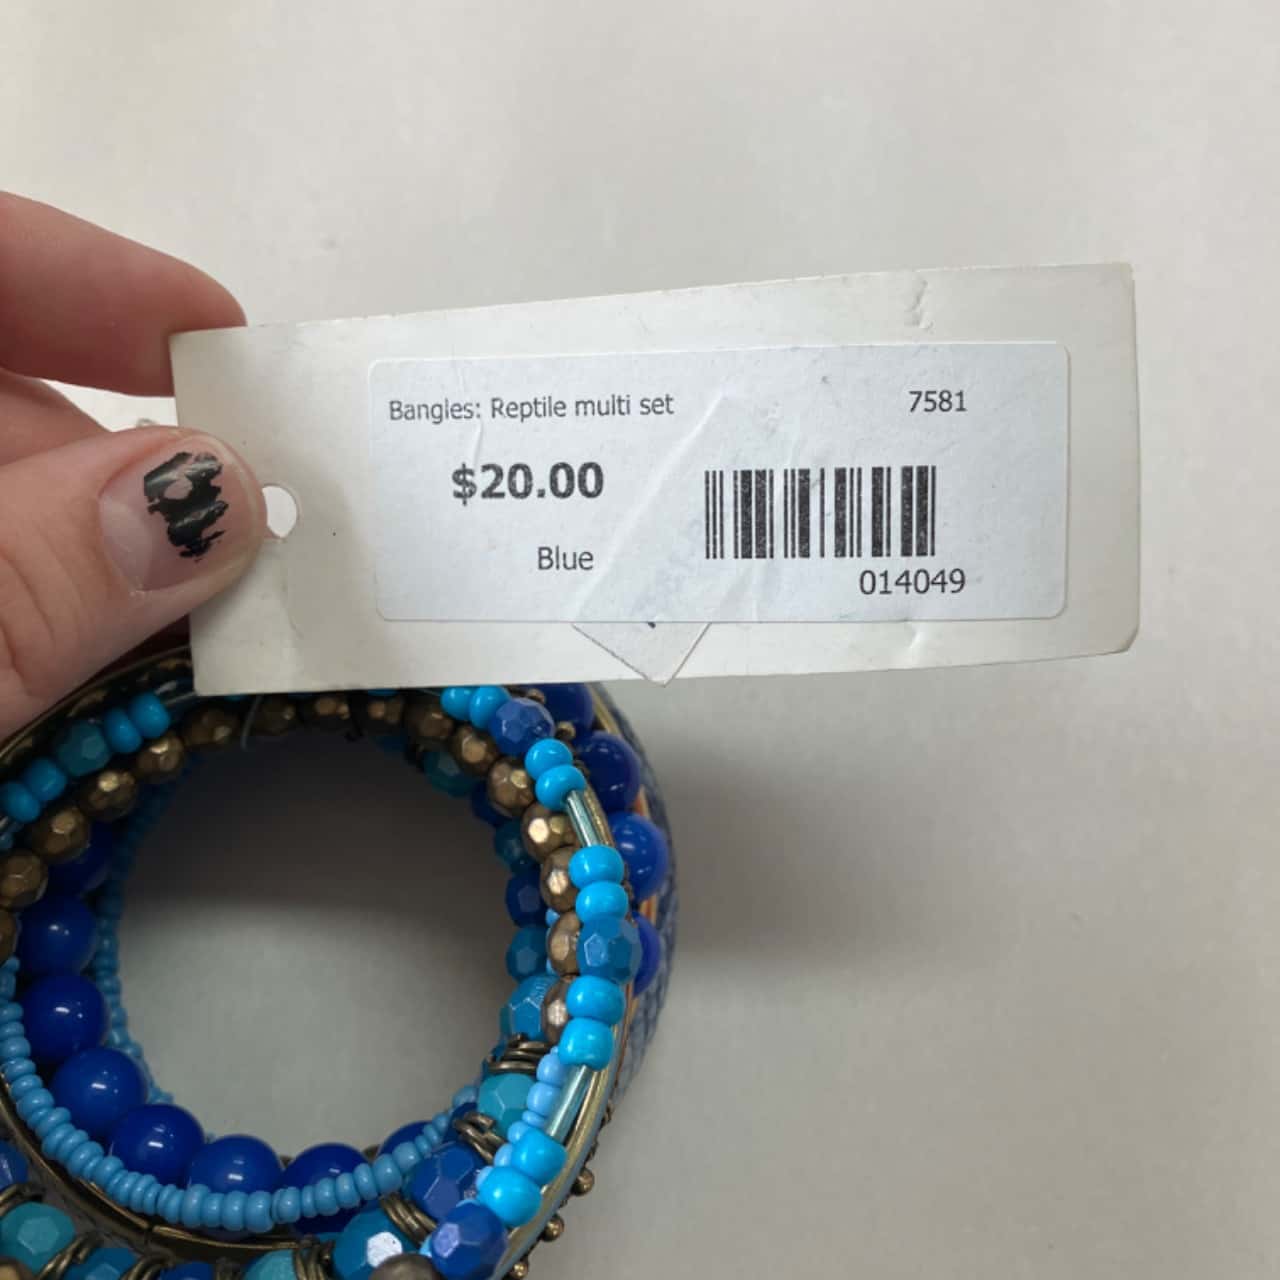 Bangles: Reptile multi set 7581
$20.00
Blue
014049